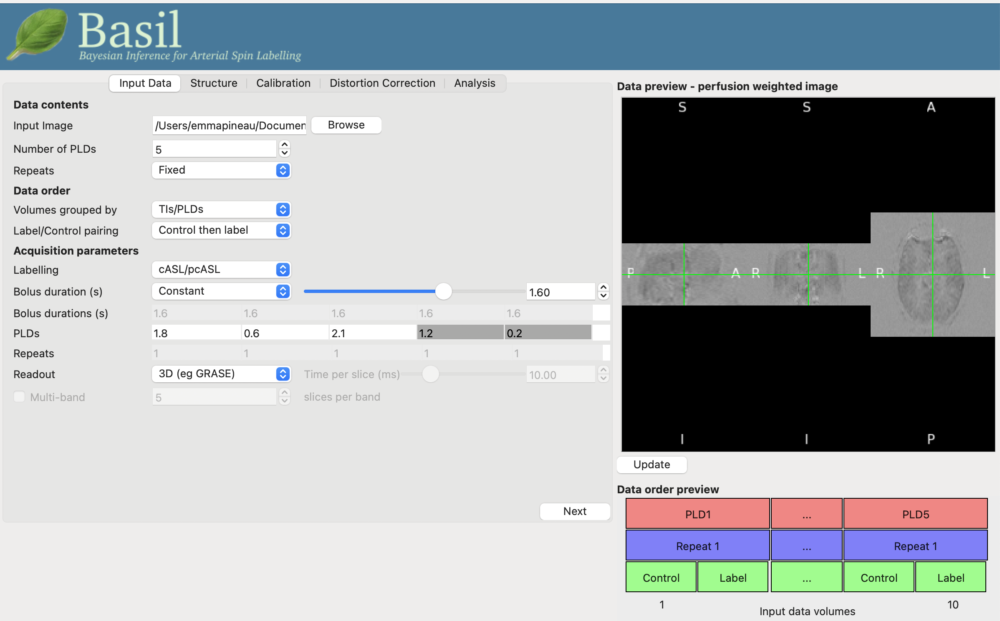 Basil
Bayesian Inference for Arterial Spin Labelling
Input Data Structure Calibration Distortion Correction Analysis
Data contents
Input Image /Users/emmapineau/Documen Browse
Number of PLDs 5
Repeats Fixed
Data order
Volumes grouped by TIs/PLDs
Label/Control pairing Control then label
Acquisition parameters
Labelling cASL/pcASL
Bolus duration (s) Constant 1.60
Bolus durations (s) 1.6 1.6 1.6 1.6 1.6
PLDs 1.8 0.6 2.1 1.2 0.2
Repeats 1 1 1 1 1
Readout 3D (eg GRASE) Time per slice (ms) 10.00
Multi-band 5 slices per band
Next
Data preview - perfusion weighted image
S S A
P A R L R L
I I P
Update
Data order preview
PLD1 ... PLD5
Repeat 1 ... Repeat 1
Control Label ... Control Label
1 10
Input data volumes